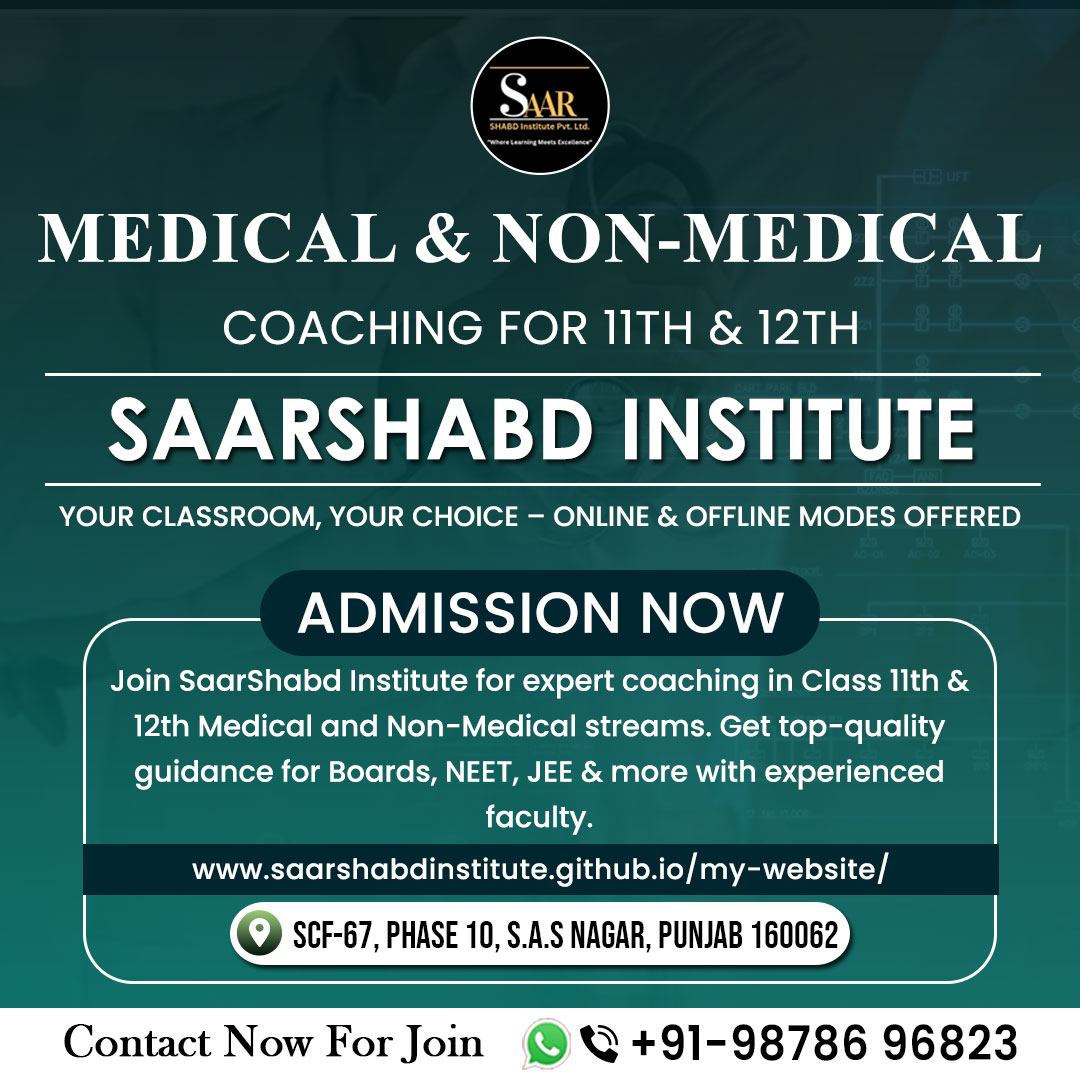 SAAR
SHABD Institute Pvt. Ltd.
"Where Learning Meets Excellence"
MEDICAL & NON-MEDICAL
COACHING FOR 11TH & 12TH
SAARSHABD INSTITUTE
YOUR CLASSROOM, YOUR CHOICE – ONLINE & OFFLINE MODES OFFERED
ADMISSION NOW
Join SaarShabd Institute for expert coaching in Class 11th &
12th Medical and Non-Medical streams. Get top-quality
guidance for Boards, NEET, JEE & more with experienced
faculty.
www.saarshabdinstitute.github.io/my-website/
SCF-67, PHASE 10, S.A.S NAGAR, PUNJAB 160062
Contact Now For Join
+91-98786 96823